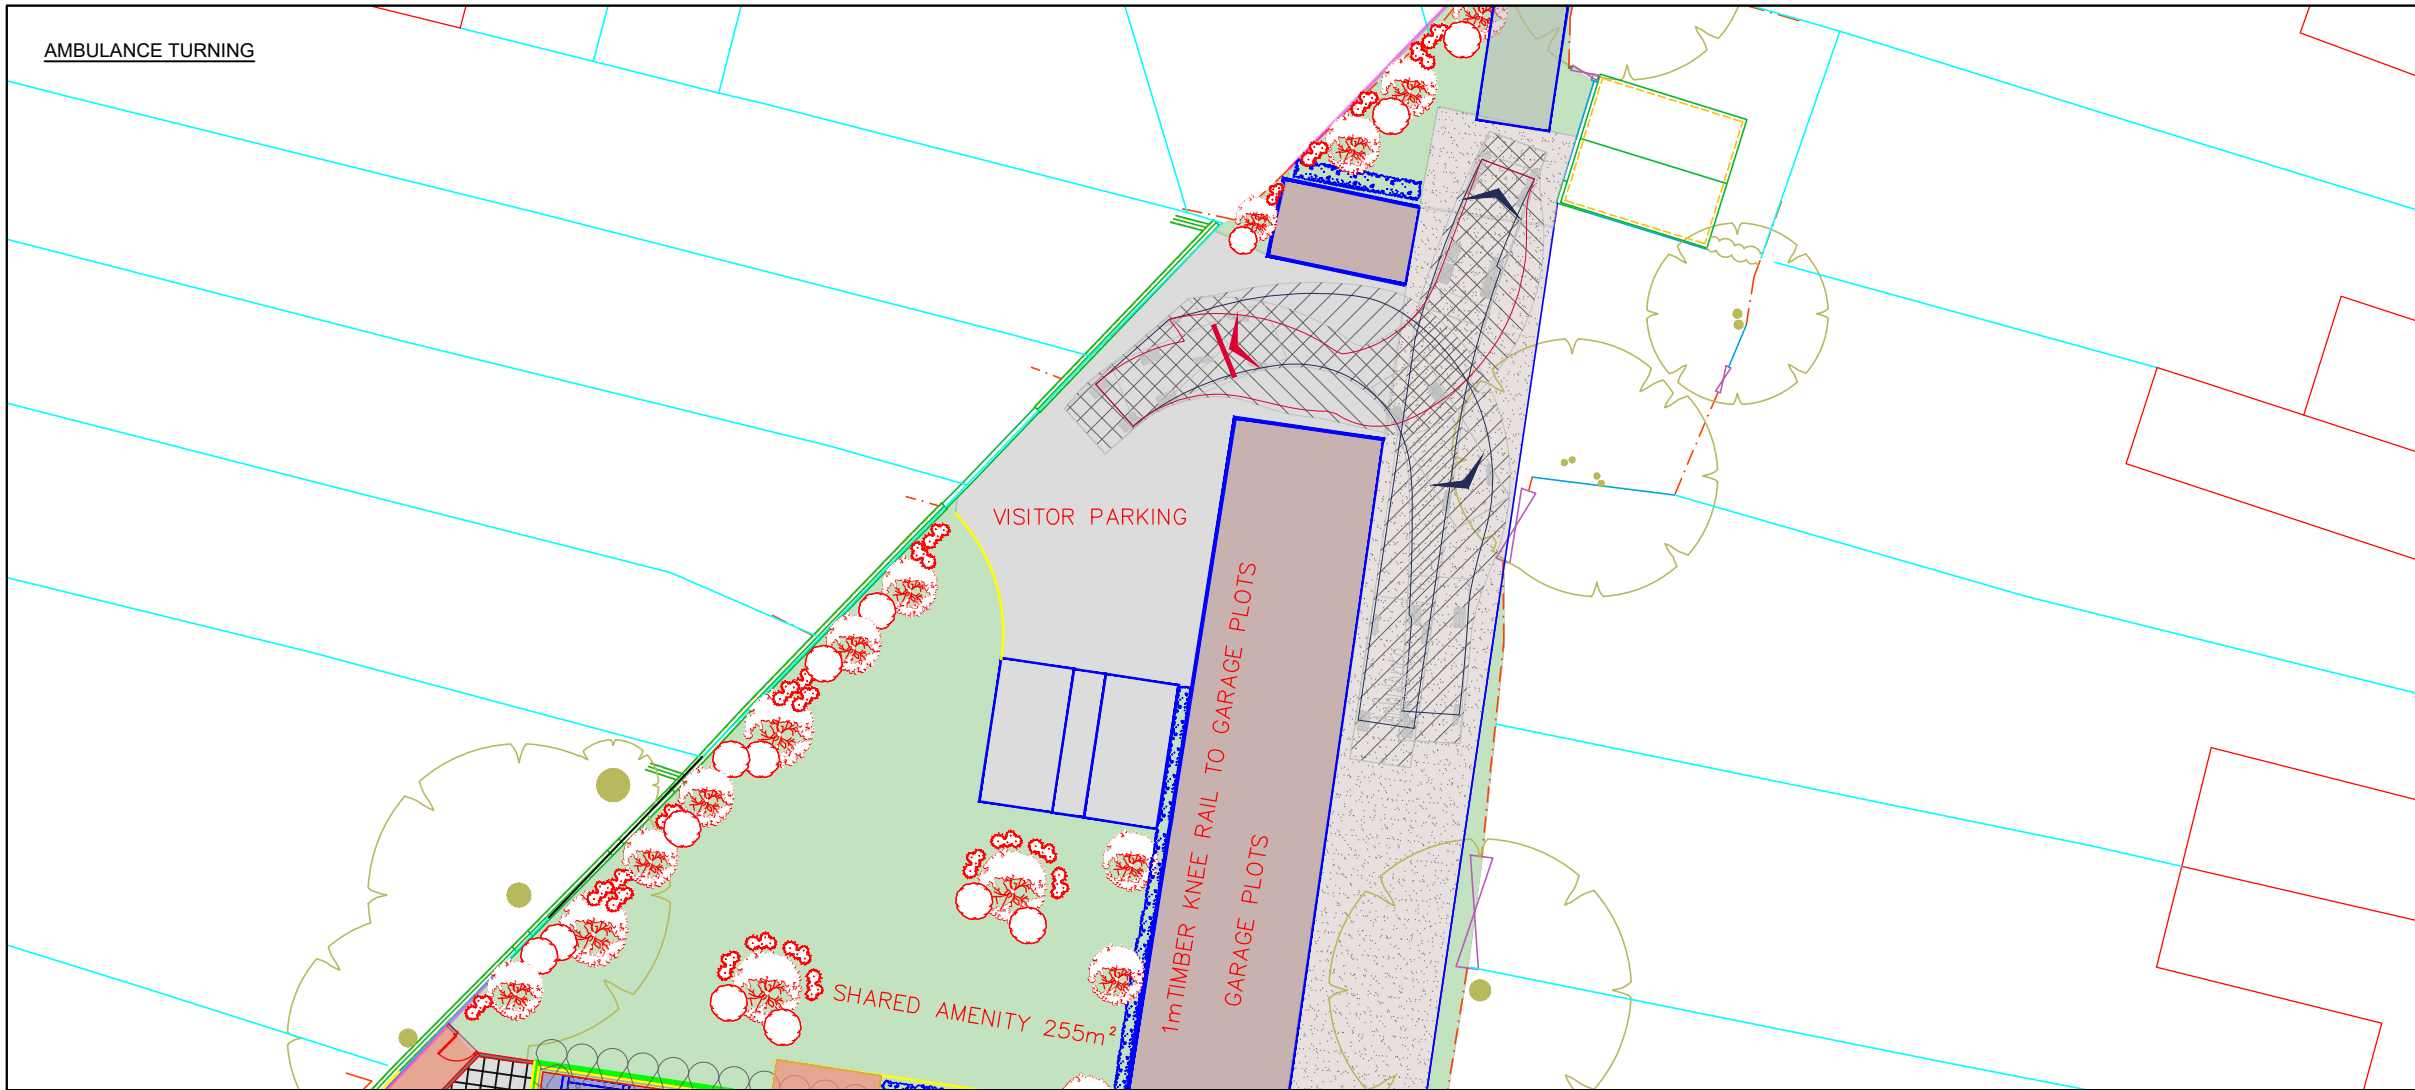 AMBULANCE TURNING
VISITOR PARKING
1m TIMBER KNEE RAIL TO GARAGE PLOTS
GARAGE PLOTS
SHARED AMENITY 255m²